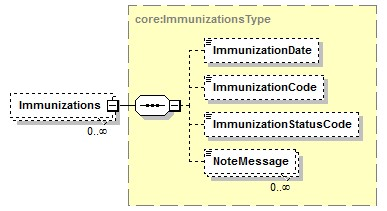 core:ImmunizationsType
ImmunizationDate
ImmunizationCode
Immunizations
0..∞
ImmunizationStatusCode
NoteMessage
0..∞